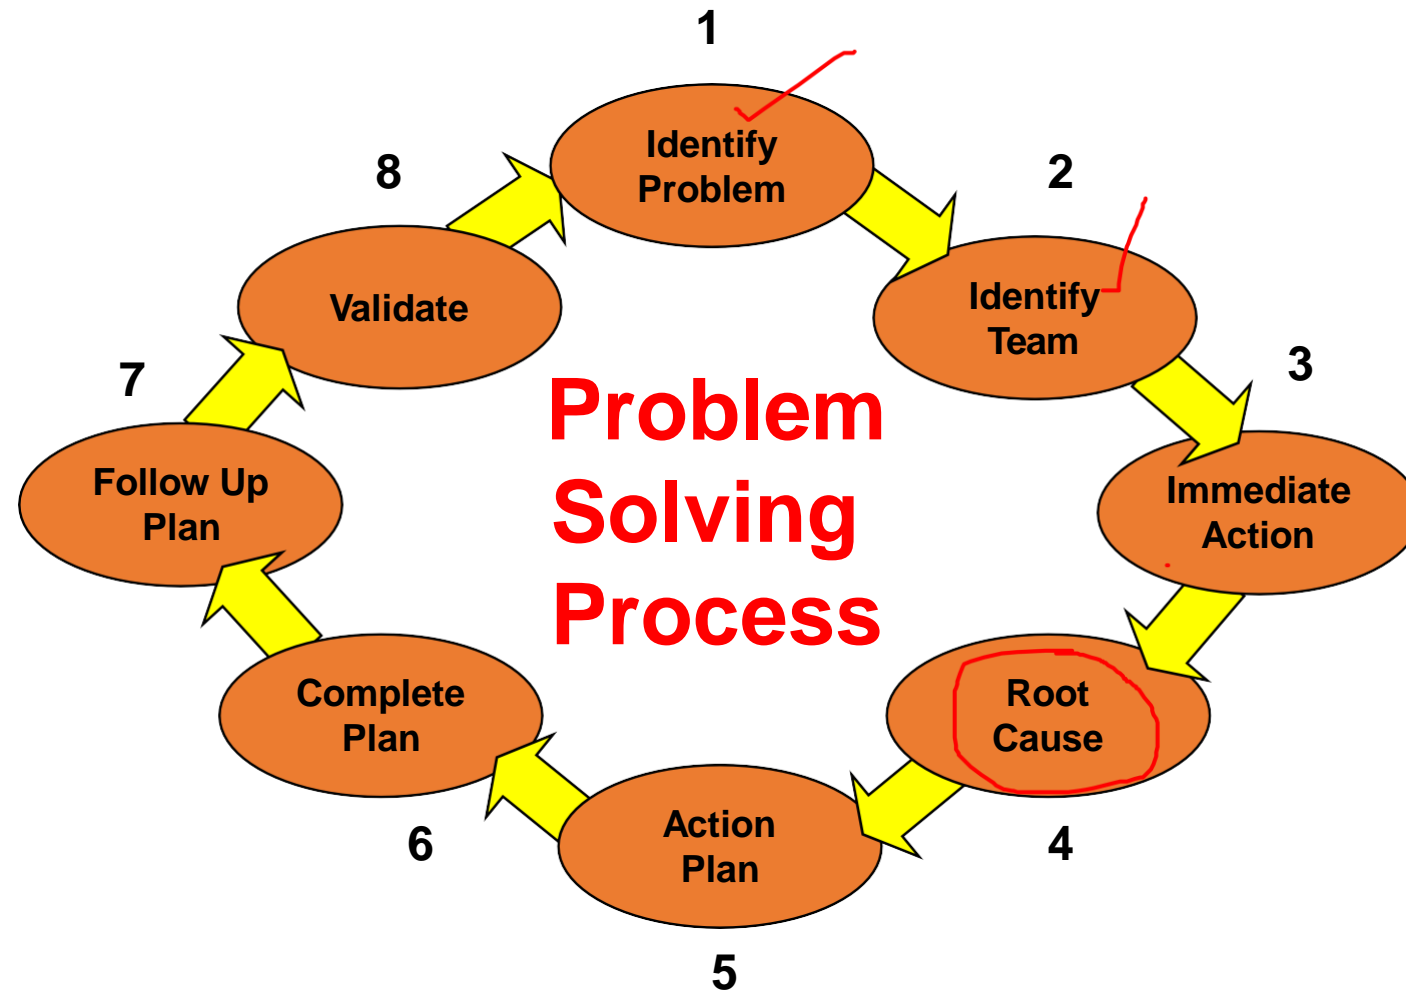 1
Identify
Problem
2
Identify
Team
3
Immediate
Action
4
Root
Cause
5
Action
Plan
6
Complete
Plan
7
Follow Up
Plan
8
Validate
Problem
Solving
Process